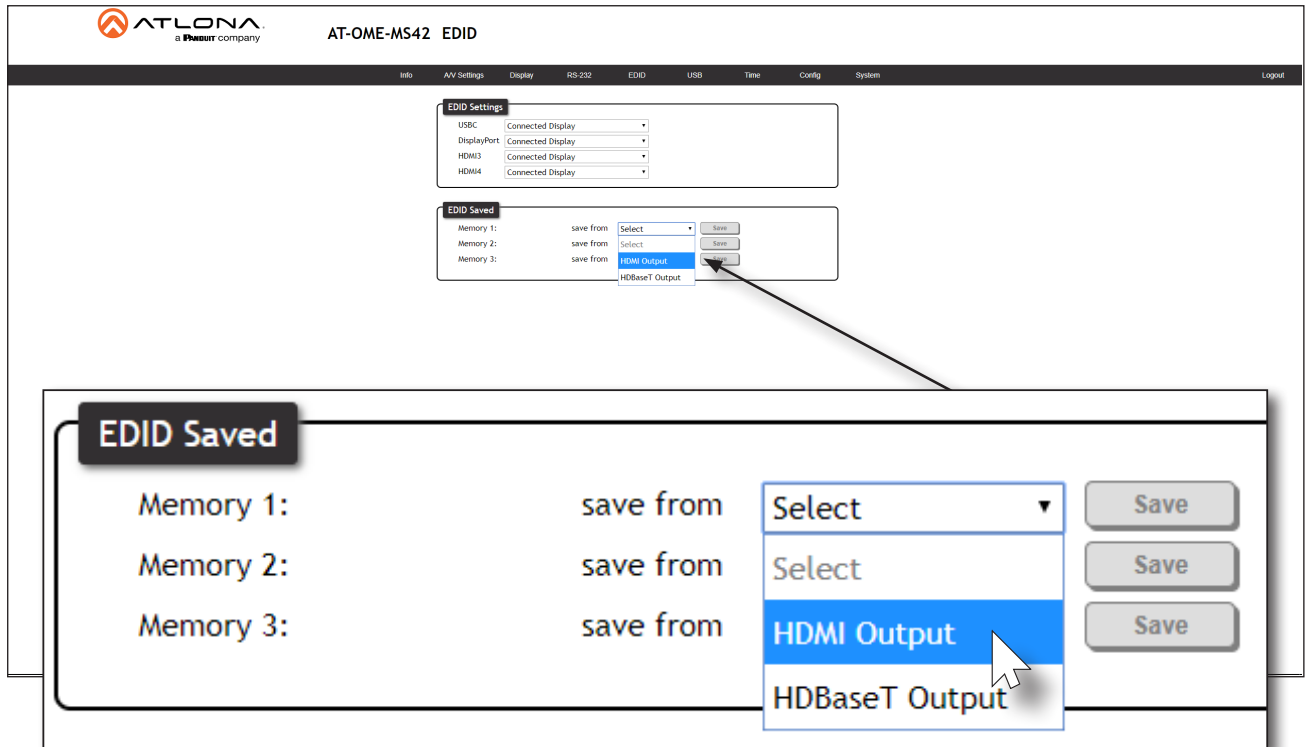 ATLONA.
a PANDUIT company
AT-OME-MS42 EDID
Info A/V Settings Display RS-232 EDID USB Time Config System Logout
EDID Settings
USBC Connected Display
DisplayPort Connected Display
HDMI3 Connected Display
HDMI4 Connected Display
EDID Saved
Memory 1: save from Select Save
Memory 2: save from Select Save
Memory 3: save from HDMI Output Save
HDBaseT Output
EDID Saved
Memory 1: save from Select Save
Memory 2: save from Select Save
Memory 3: save from HDMI Output Save
HDBaseT Output